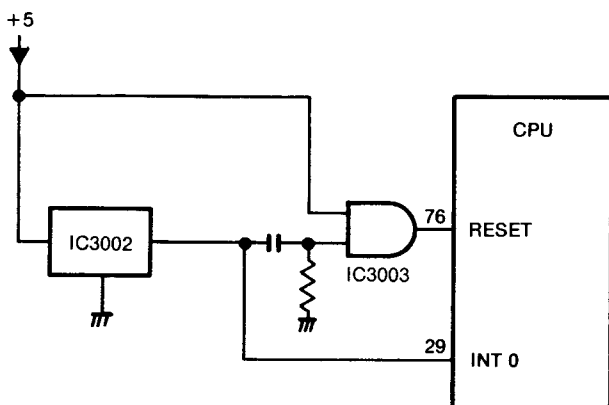 +5
CPU
76
RESET
IC3002
IC3003
29
INT 0